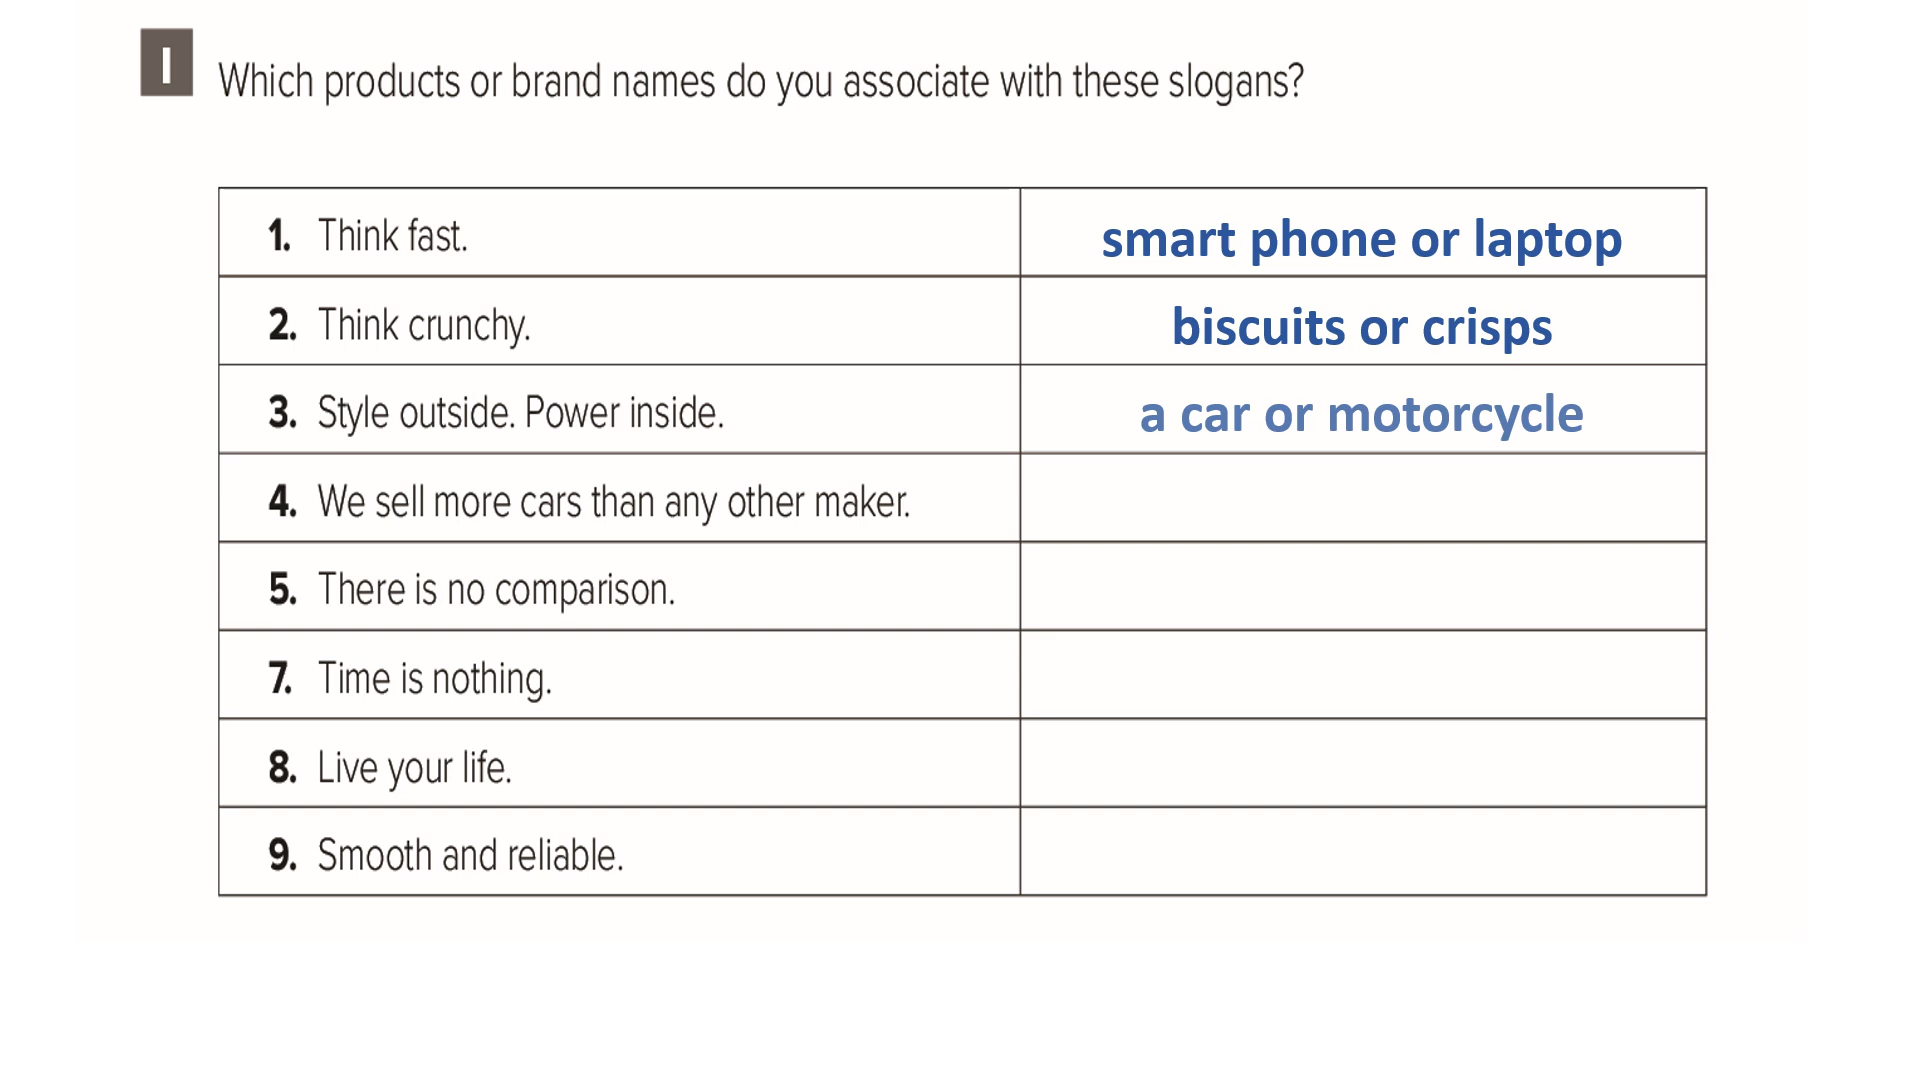 I Which products or brand names do you associate with these slogans?
1. Think fast. smart phone or laptop
2. Think crunchy. biscuits or crisps
3. Style outside. Power inside. a car or motorcycle
4. We sell more cars than any other maker.
5. There is no comparison.
7. Time is nothing.
8. Live your life.
9. Smooth and reliable.